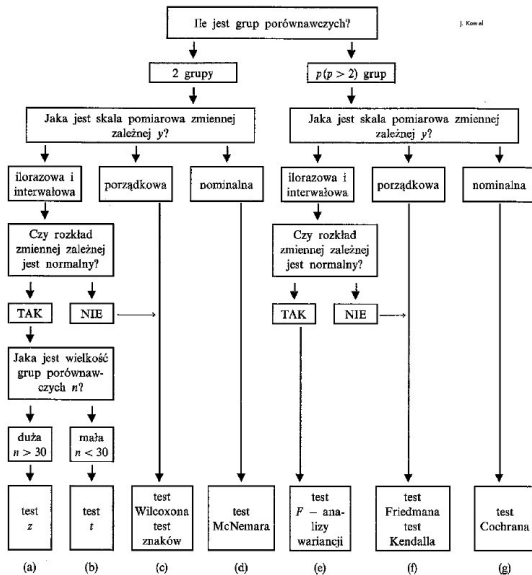 Ile jest grup porównawczych?
J. Kowal
2 grupy
p(p > 2) grup
Jaka jest skala pomiarowa zmiennej
zależnej y?
Jaka jest skala pomiarowa zmiennej
zależnej y?
ilorazowa i
interwałowa
porządkowa
nominalna
ilorazowa i
interwałowa
porządkowa
nominalna
Czy rozkład
zmiennej zależnej
jest normalny?
Czy rozkład
zmiennej zależnej
jest normalny?
TAK
NIE
TAK
NIE
Jaka jest wielkość
grup porównaw-
czych n?
duża
n > 30
mała
n < 30
test
z
test
t
test
Wilcoxona
test
znaków
test
McNemara
test
F – ana-
lizy
wariancji
test
Friedmana
test
Kendalla
test
Cochrana
(a)
(b)
(c)
(d)
(e)
(f)
(g)